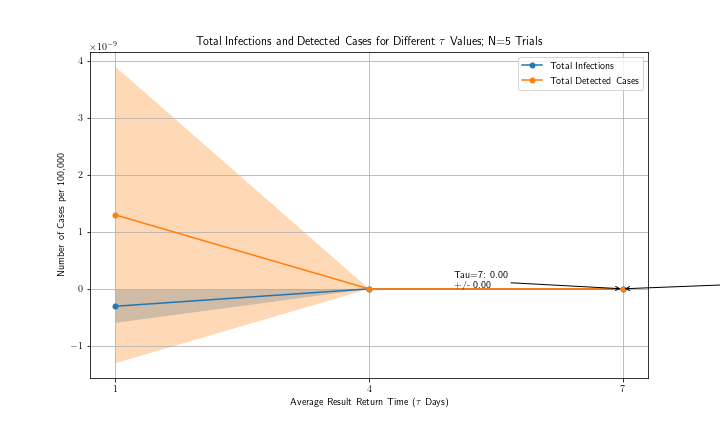 Total Infections and Detected Cases for Different τ Values; N=5 Trials
×10⁻⁹
Total Infections
Total Detected Cases
4
3
2
1
0
−1
Number of Cases per 100,000
Tau=7: 0.00
+/- 0.00
1
4
7
Average Result Return Time (τ Days)